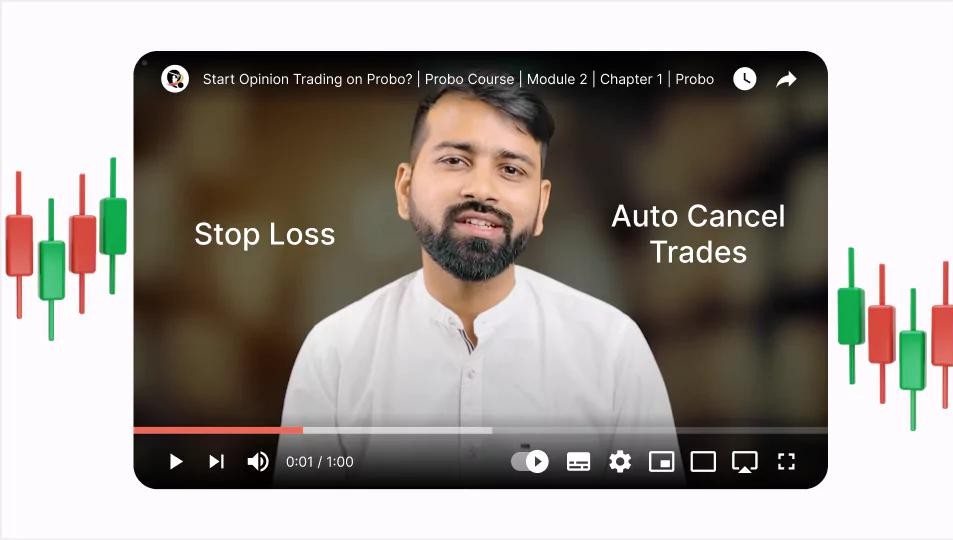 Start Opinion Trading on Probo? | Probo Course | Module 2 | Chapter 1 | Probo
Stop Loss
Auto Cancel
Trades
0:01 / 1:00